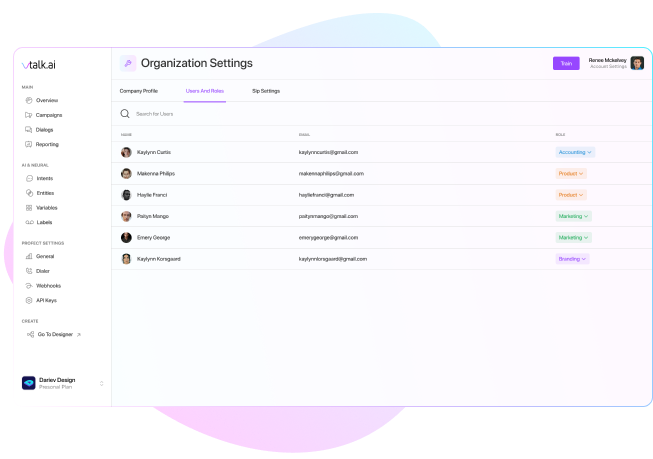 vtalk.ai
Organization Settings
Train
Renee Mckelvey
Account Settings
MAIN
Overview
Campaigns
Dialogs
Reporting
AI & NEURAL
Intents
Entities
Variables
Labels
PROFECT SETTINGS
General
Dialer
Webhooks
API Keys
CREATE
Go To Designer
Dariev Design
Presonal Plan
Company Profile
Users And Roles
Sip Settings
Search for Users
NAME EMAIL ROLE
Kaylynn Curtis kaylynncurtis@gmail.com Accounting
Makenna Philips makennaphilips@gmail.com Product
Haylie Franci hayliefranci@gmail.com Product
Paityn Mango paitynmango@gmail.com Marketing
Emery George emerygeorge@gmail.com Marketing
Kaylynn Korsgaard kaylynnlorsgaard@gmail.com Branding